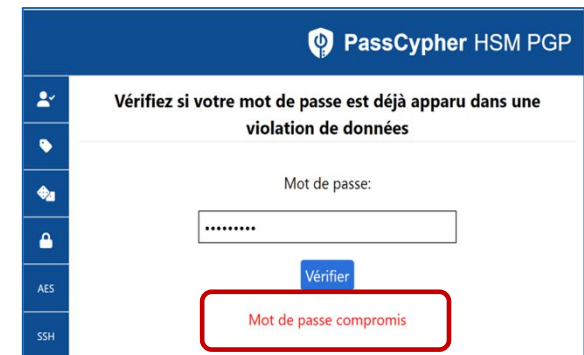 PassCypher HSM PGP
Vérifiez si votre mot de passe est déjà apparu dans une
violation de données
Mot de passe:
•••••••••
Vérifier
AES
Mot de passe compromis
SSH